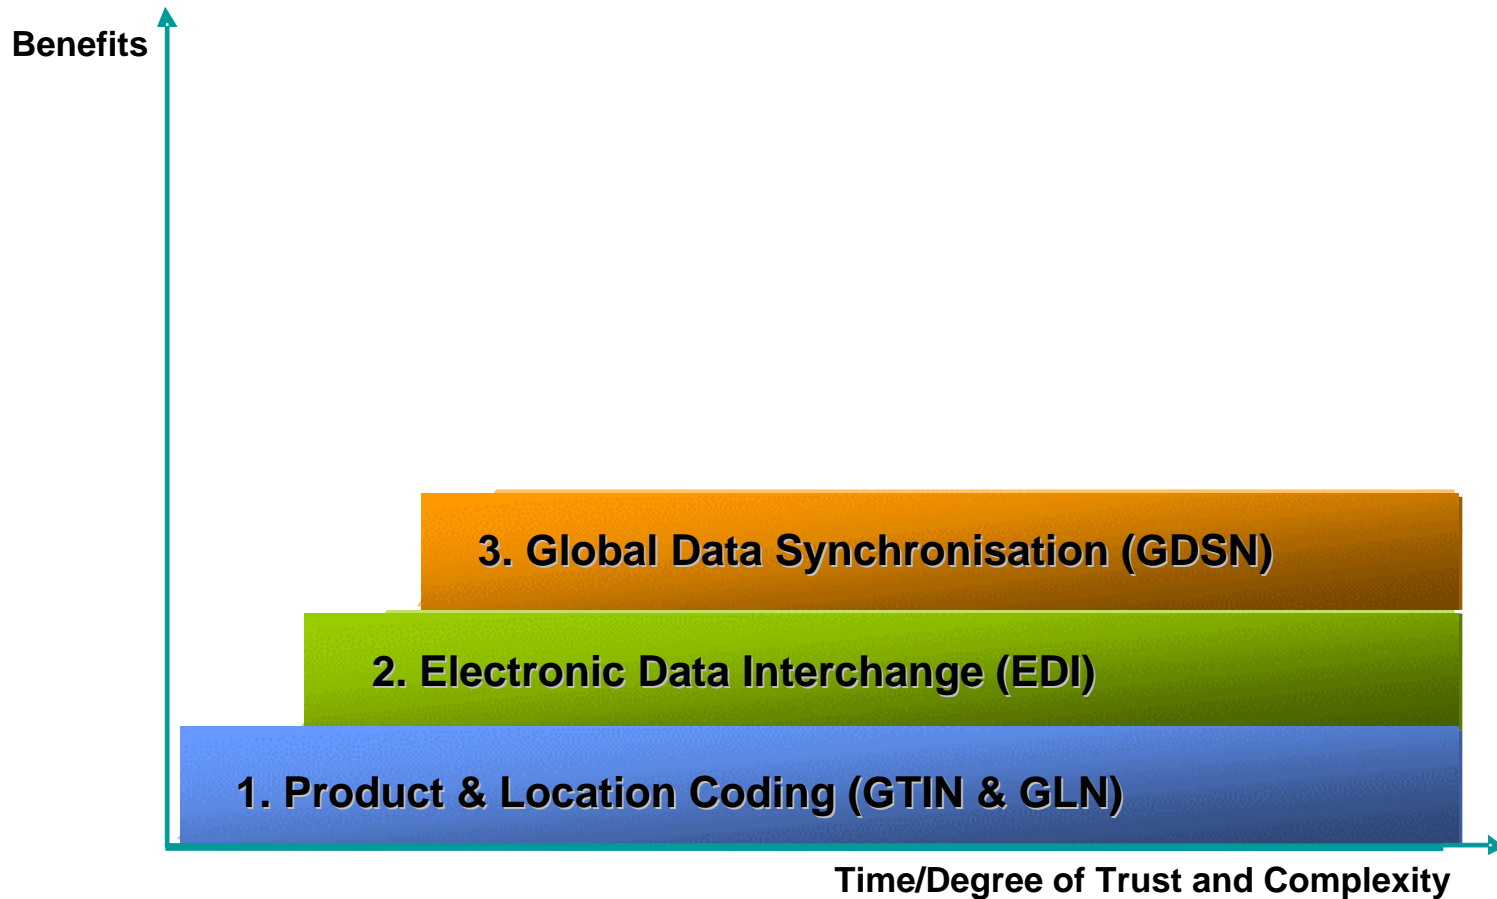 Benefits
3. Global Data Synchronisation (GDSN)
2. Electronic Data Interchange (EDI)
1. Product & Location Coding (GTIN & GLN)
Time/Degree of Trust and Complexity